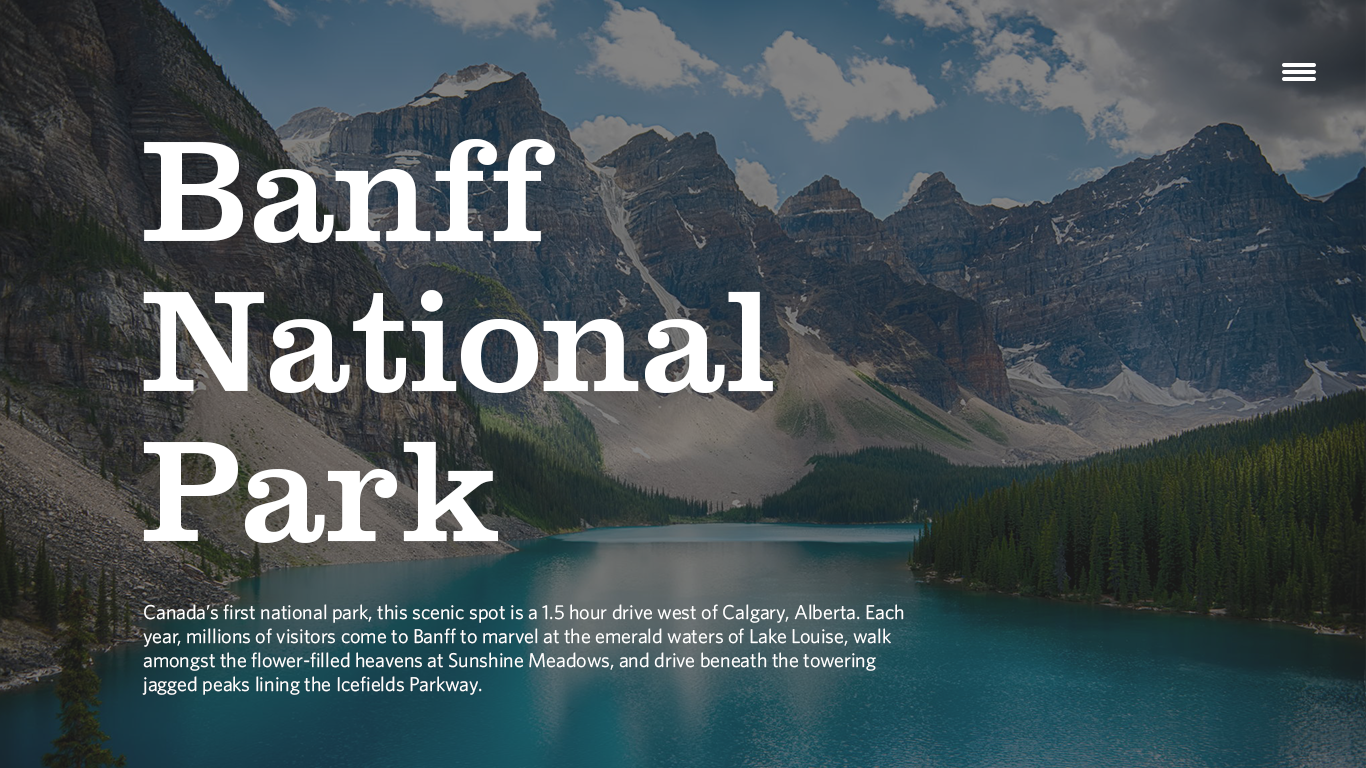 Banff
National
Park
Canada’s first national park, this scenic spot is a 1.5 hour drive west of Calgary, Alberta. Each
year, millions of visitors come to Banff to marvel at the emerald waters of Lake Louise, walk
amongst the flower-filled heavens at Sunshine Meadows, and drive beneath the towering
jagged peaks lining the Icefields Parkway.